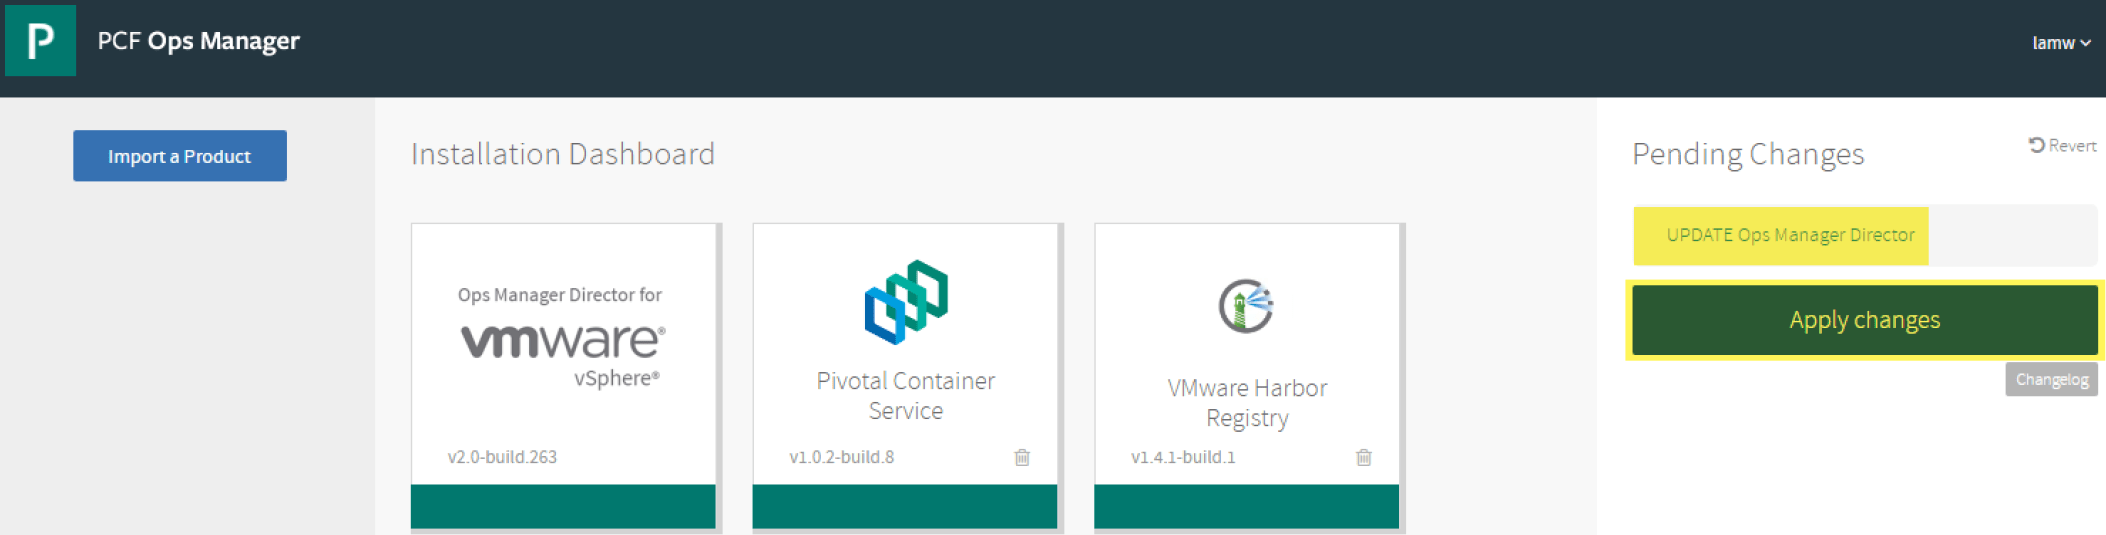 P
PCF Ops Manager
lamw
Import a Product
Installation Dashboard
Ops Manager Director for
vmware®
vSphere®
v2.0-build.263
Pivotal Container
Service
v1.0.2-build.8
VMware Harbor
Registry
v1.4.1-build.1
Pending Changes
Revert
UPDATE Ops Manager Director
Apply changes
Changelog